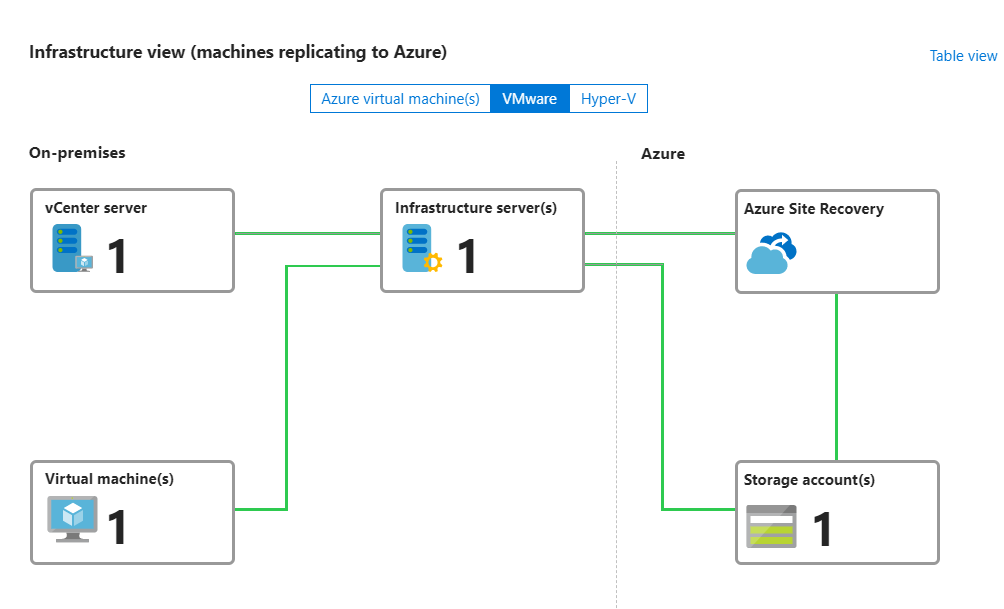 Infrastructure view (machines replicating to Azure)
Table view
Azure virtual machine(s) VMware Hyper-V
On-premises
Azure
vCenter server
1
Infrastructure server(s)
1
Azure Site Recovery
Virtual machine(s)
1
Storage account(s)
1